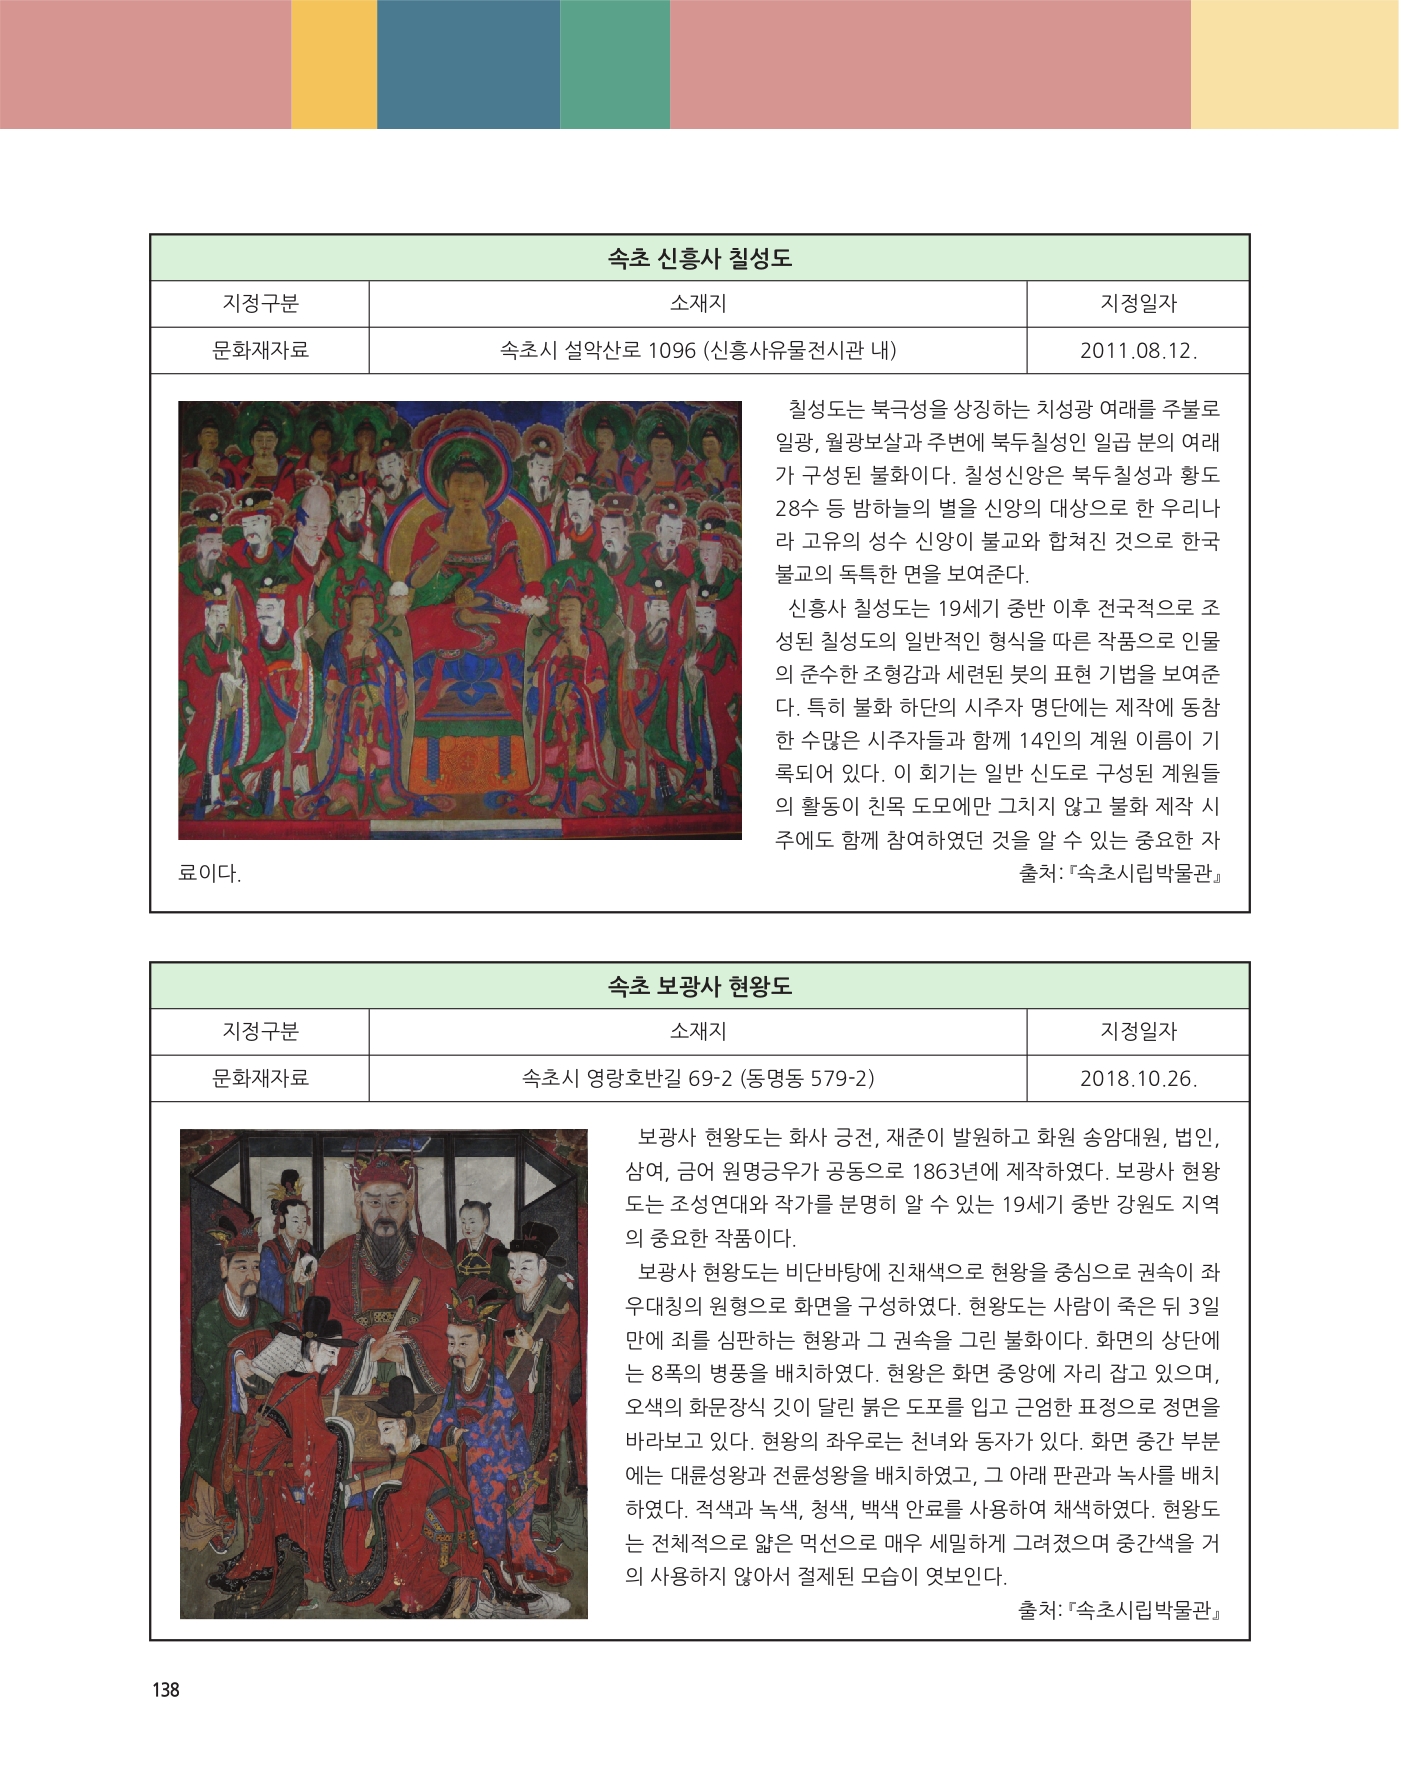 속초 신흥사 칠성도
지정구분 소재지 지정일자
문화재자료 속초시 설악산로 1096 (신흥사유물전시관 내) 2011.08.12.
칠성도는 북극성을 상징하는 치성광 여래를 주불로
일광, 월광보살과 주변에 북두칠성인 일곱 분의 여래
가 구성된 불화이다. 칠성신앙은 북두칠성과 황도
28수 등 밤하늘의 별을 신앙의 대상으로 한 우리나
라 고유의 성수 신앙이 불교와 합쳐진 것으로 한국
불교의 독특한 면을 보여준다.
신흥사 칠성도는 19세기 중반 이후 전국적으로 조
성된 칠성도의 일반적인 형식을 따른 작품으로 인물
의 준수한 조형감과 세련된 붓의 표현 기법을 보여준
다. 특히 불화 하단의 시주자 명단에는 제작에 동참
한 수많은 시주자들과 함께 14인의 계원 이름이 기
록되어 있다. 이 회기는 일반 신도로 구성된 계원들
의 활동이 친목 도모에만 그치지 않고 불화 제작 시
주에도 함께 참여하였던 것을 알 수 있는 중요한 자
료이다. 출처:『속초시립박물관』
속초 보광사 현왕도
지정구분 소재지 지정일자
문화재자료 속초시 영랑호반길 69-2 (동명동 579-2) 2018.10.26.
보광사 현왕도는 화사 긍전, 재준이 발원하고 화원 송암대원, 법인,
삼여, 금어 원명긍우가 공동으로 1863년에 제작하였다. 보광사 현왕
도는 조성연대와 작가를 분명히 알 수 있는 19세기 중반 강원도 지역
의 중요한 작품이다.
보광사 현왕도는 비단바탕에 진채색으로 현왕을 중심으로 권속이 좌
우대칭의 원형으로 화면을 구성하였다. 현왕도는 사람이 죽은 뒤 3일
만에 죄를 심판하는 현왕과 그 권속을 그린 불화이다. 화면의 상단에
는 8폭의 병풍을 배치하였다. 현왕은 화면 중앙에 자리 잡고 있으며,
오색의 화문장식 깃이 달린 붉은 도포를 입고 근엄한 표정으로 정면을
바라보고 있다. 현왕의 좌우로는 천녀와 동자가 있다. 화면 중간 부분
에는 대륜성왕과 전륜성왕을 배치하였고, 그 아래 판관과 녹사를 배치
하였다. 적색과 녹색, 청색, 백색 안료를 사용하여 채색하였다. 현왕도
는 전체적으로 얇은 먹선으로 매우 세밀하게 그려졌으며 중간색을 거
의 사용하지 않아서 절제된 모습이 엿보인다.
출처:『속초시립박물관』
138